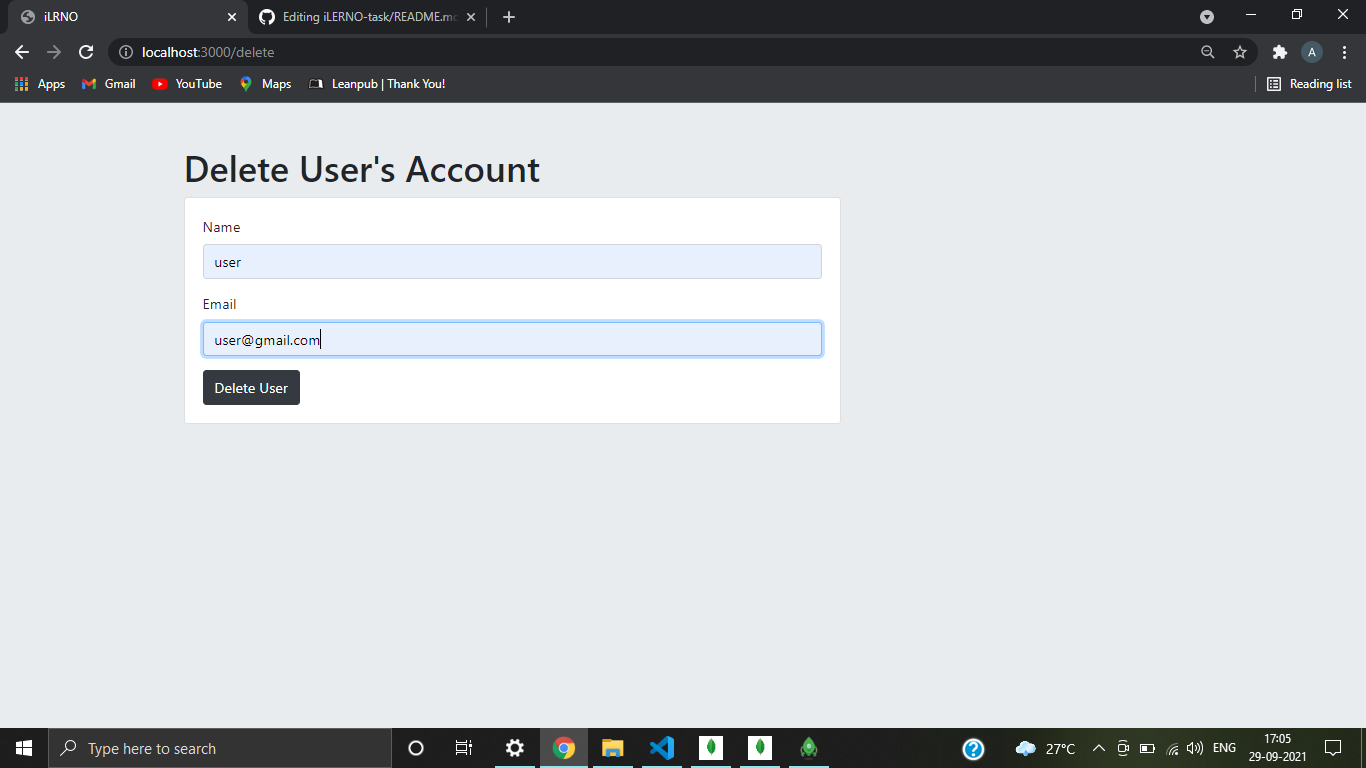 iLRNO
Editing iLERNO-task/README.mc
localhost:3000/delete
A
Apps
Gmail
YouTube
Maps
Leanpub | Thank You!
Reading list
Delete User's Account
Name
user
Email
user@gmail.com
Delete User
Type here to search
27°C
ENG
17:05
29-09-2021